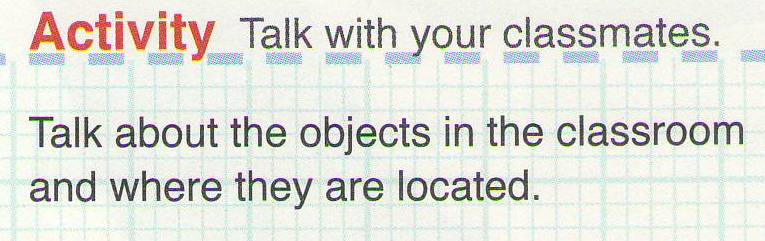 Activity Talk with your classmates.
Talk about the objects in the classroom
and where they are located.